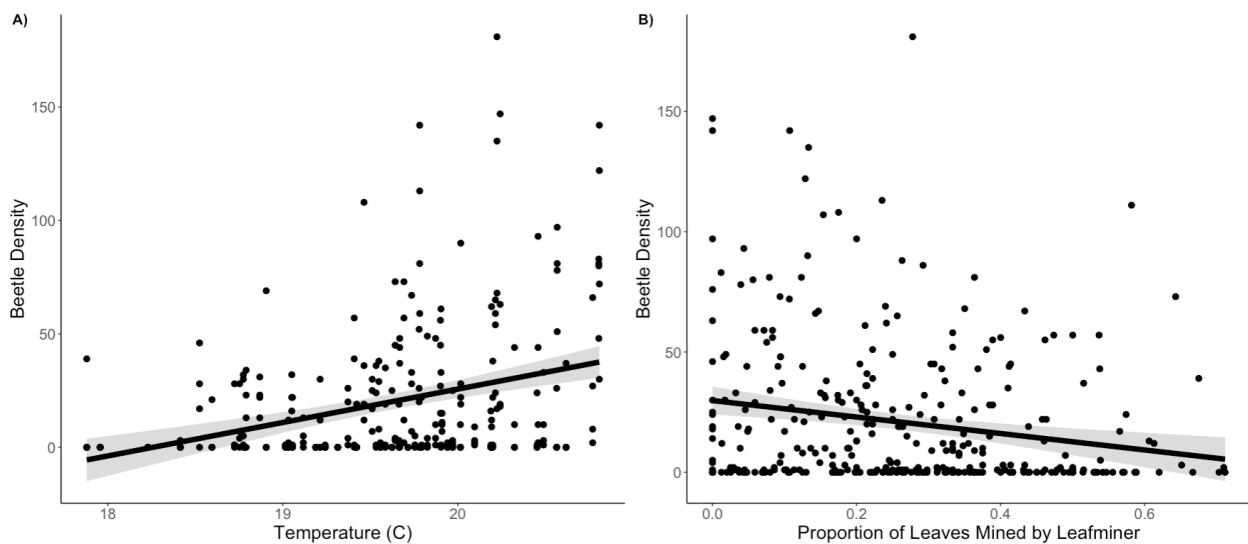 A)
150
100
50
0
Beetle Density
18
19
20
Temperature (C)
B)
150
100
50
0
Beetle Density
0.0
0.2
0.4
0.6
Proportion of Leaves Mined by Leafminer